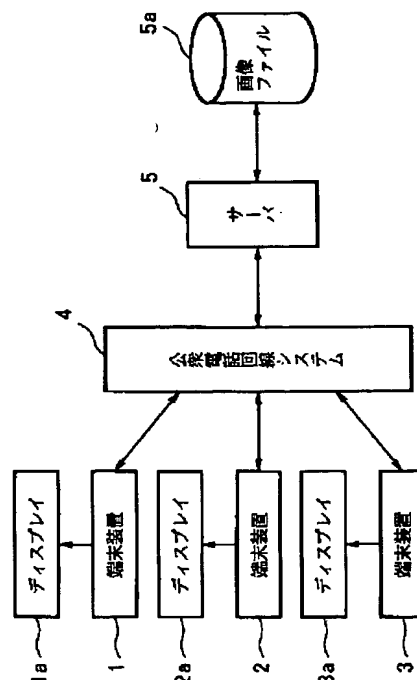 1a
ディスプレイ
1
端末装置
2a
ディスプレイ
2
端末装置
3a
ディスプレイ
3
端末装置
4
公衆電話回線システム
5
サーバ
5a
画像
ファイル